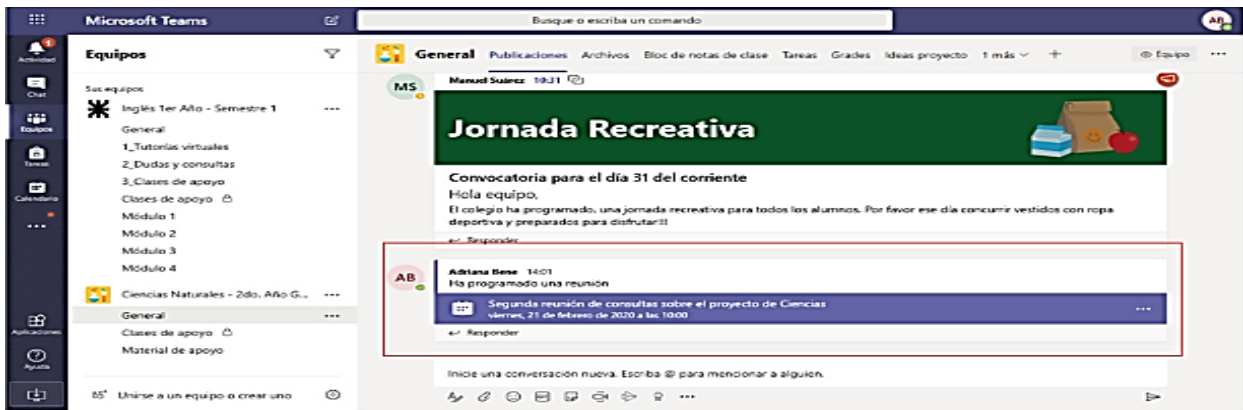 Microsoft Teams
Busque o escriba un comando
AB
1
Actividad
Chat
Equipos
Tareas
Calendario
Aplicaciones
Ayuda
Equipos
Sus equipos
Inglés 1er Año - Semestre 1
General
1_Tutorías virtuales
2_Dudas y consultas
3_Clases de apoyo
Clases de apoyo
Módulo 1
Módulo 2
Módulo 3
Módulo 4
Ciencias Naturales - 2do. Año G...
General
Clases de apoyo
Material de apoyo
Unirse a un equipo o crear uno
General Publicaciones Archivos Bloc de notas de clase Tareas Grades Ideas proyecto 1 más
Equipo
MS
Manuel Suárez 10:31
Jornada Recreativa
Convocatoria para el día 31 del corriente
Hola equipo,
El colegio ha programado, una jornada recreativa para todos los alumnos. Por favor ese día concurrir vestidos con ropa
deportiva y preparados para disfrutar!!!
Responder
AB
Adriana Bene 14:01
Ha programado una reunión
Segunda reunión de consultas sobre el proyecto de Ciencias
viernes, 21 de febrero de 2020 a las 10:00
Responder
Inicie una conversación nueva. Escriba @ para mencionar a alguien.